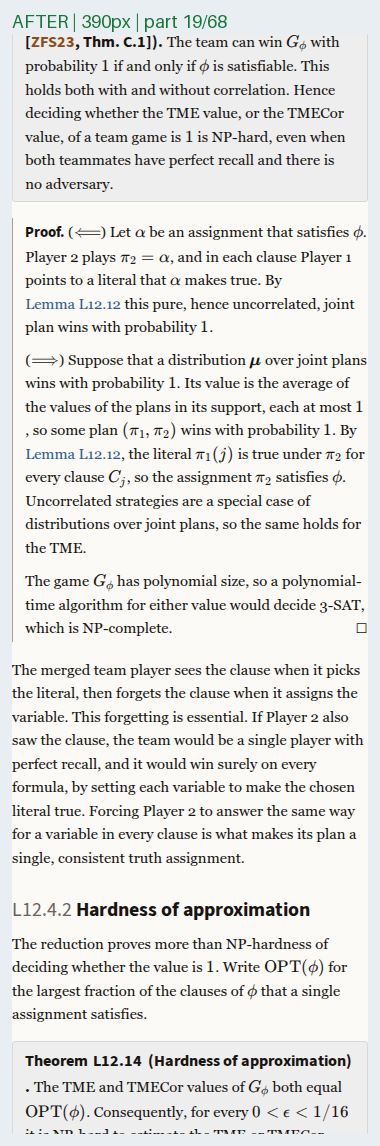 AFTER | 390px | part 19/68
[ZFS23, Thm. C.1]). The team can win G_ϕ with
probability 1 if and only if ϕ is satisfiable. This
holds both with and without correlation. Hence
deciding whether the TME value, or the TMECor
value, of a team game is 1 is NP-hard, even when
both teammates have perfect recall and there is
no adversary.
Proof. (⟸) Let α be an assignment that satisfies ϕ.
Player 2 plays π₂ = α, and in each clause Player 1
points to a literal that α makes true. By
Lemma L12.12 this pure, hence uncorrelated, joint
plan wins with probability 1.
(⟹) Suppose that a distribution μ over joint plans
wins with probability 1. Its value is the average of
the values of the plans in its support, each at most 1
, so some plan (π₁, π₂) wins with probability 1. By
Lemma L12.12, the literal π₁(j) is true under π₂ for
every clause C_j, so the assignment π₂ satisfies ϕ.
Uncorrelated strategies are a special case of
distributions over joint plans, so the same holds for
the TME.
The game G_ϕ has polynomial size, so a polynomial-
time algorithm for either value would decide 3-SAT,
which is NP-complete. □
The merged team player sees the clause when it picks
the literal, then forgets the clause when it assigns the
variable. This forgetting is essential. If Player 2 also
saw the clause, the team would be a single player with
perfect recall, and it would win surely on every
formula, by setting each variable to make the chosen
literal true. Forcing Player 2 to answer the same way
for a variable in every clause is what makes its plan a
single, consistent truth assignment.
L12.4.2 Hardness of approximation
The reduction proves more than NP-hardness of
deciding whether the value is 1. Write OPT(ϕ) for
the largest fraction of the clauses of ϕ that a single
assignment satisfies.
Theorem L12.14 (Hardness of approximation)
. The TME and TMECor values of G_ϕ both equal
OPT(ϕ). Consequently, for every 0 < ϵ < 1/16
it is NP-hard to estimate the TME or TMECor